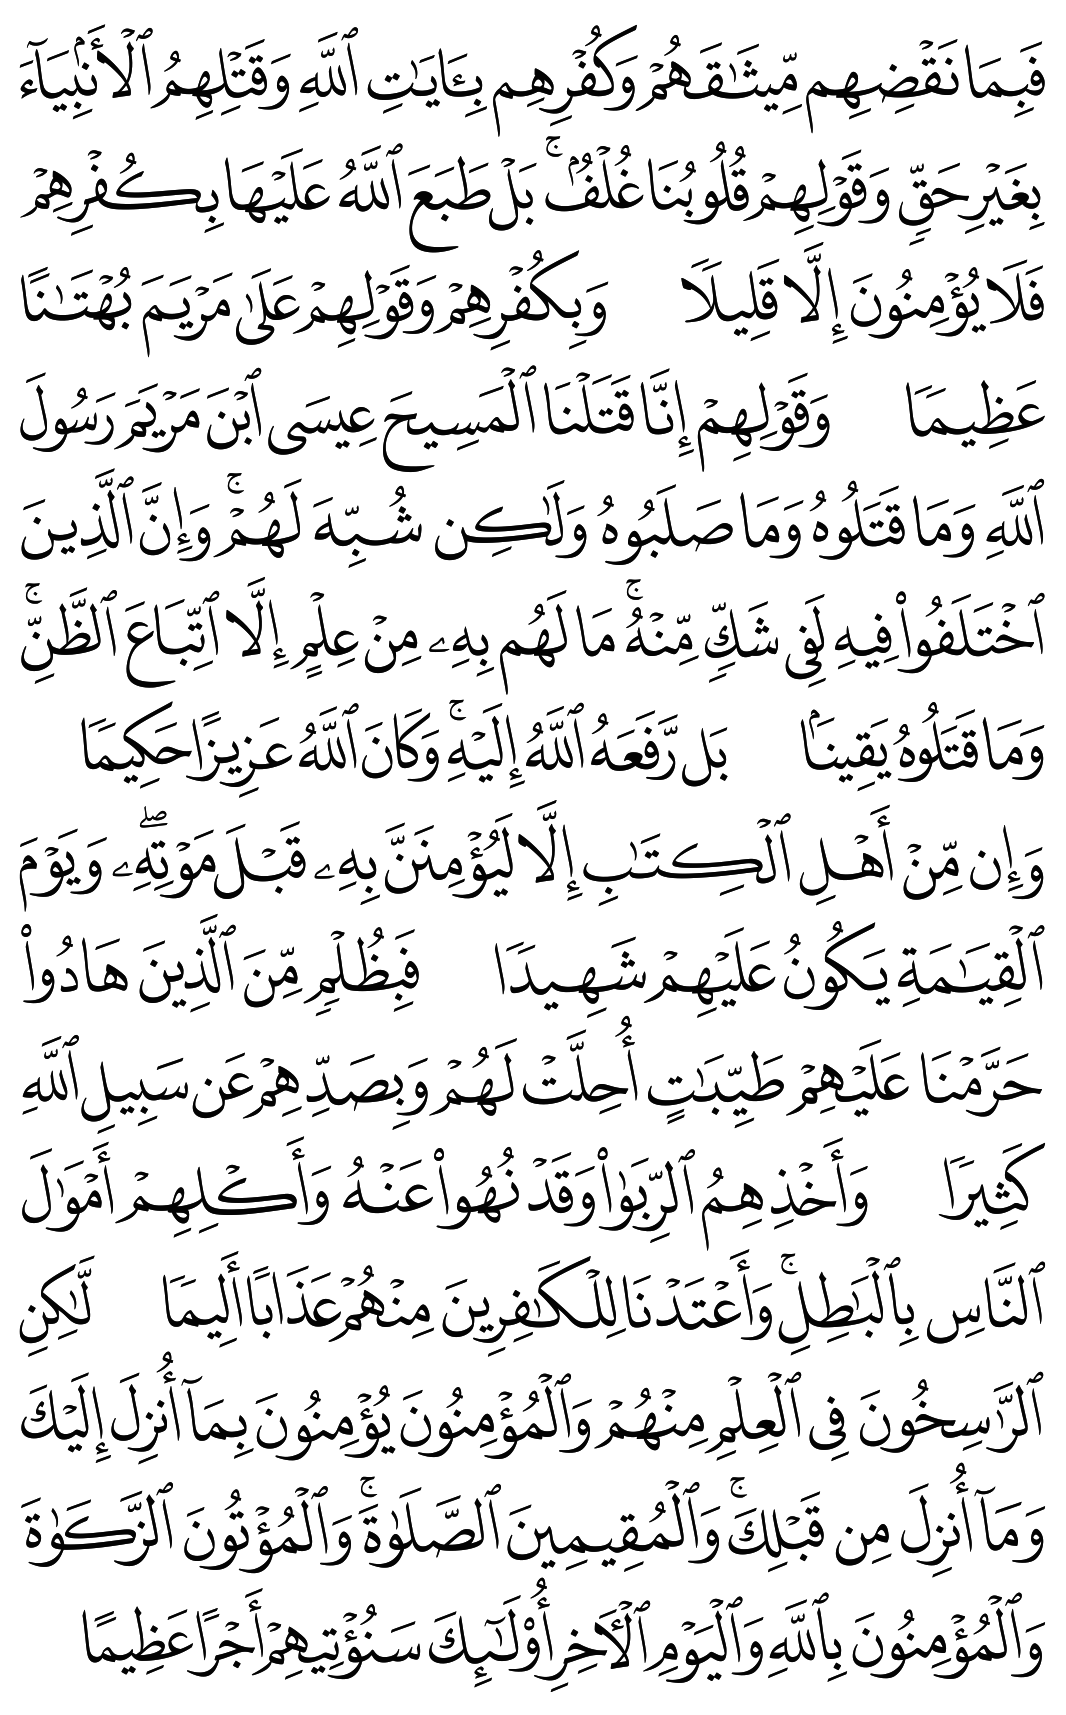 فَبِمَا نَقۡضِهِم مِّيثَٰقَهُمۡ وَكُفۡرِهِم بِـَٔايَٰتِ ٱللَّهِ وَقَتۡلِهِمُ ٱلۡأَنۢبِيَآءَ
بِغَيۡرِ حَقّٖ وَقَوۡلِهِمۡ قُلُوبُنَا غُلۡفُۢۚ بَلۡ طَبَعَ ٱللَّهُ عَلَيۡهَا بِكُفۡرِهِمۡ
فَلَا يُؤۡمِنُونَ إِلَّا قَلِيلٗا وَبِكُفۡرِهِمۡ وَقَوۡلِهِمۡ عَلَىٰ مَرۡيَمَ بُهۡتَٰنًا
عَظِيمٗا وَقَوۡلِهِمۡ إِنَّا قَتَلۡنَا ٱلۡمَسِيحَ عِيسَى ٱبۡنَ مَرۡيَمَ رَسُولَ
ٱللَّهِ وَمَا قَتَلُوهُ وَمَا صَلَبُوهُ وَلَٰكِن شُبِّهَ لَهُمۡۚ وَإِنَّ ٱلَّذِينَ
ٱخۡتَلَفُواْ فِيهِ لَفِي شَكّٖ مِّنۡهُۚ مَا لَهُم بِهِۦ مِنۡ عِلۡمٍ إِلَّا ٱتِّبَاعَ ٱلظَّنِّۚ
وَمَا قَتَلُوهُ يَقِينَۢا بَل رَّفَعَهُ ٱللَّهُ إِلَيۡهِۚ وَكَانَ ٱللَّهُ عَزِيزًا حَكِيمٗا
وَإِن مِّنۡ أَهۡلِ ٱلۡكِتَٰبِ إِلَّا لَيُؤۡمِنَنَّ بِهِۦ قَبۡلَ مَوۡتِهِۦۖ وَيَوۡمَ
ٱلۡقِيَٰمَةِ يَكُونُ عَلَيۡهِمۡ شَهِيدٗا فَبِظُلۡمٖ مِّنَ ٱلَّذِينَ هَادُواْ
حَرَّمۡنَا عَلَيۡهِمۡ طَيِّبَٰتٍ أُحِلَّتۡ لَهُمۡ وَبِصَدِّهِمۡ عَن سَبِيلِ ٱللَّهِ
كَثِيرٗا وَأَخۡذِهِمُ ٱلرِّبَوٰاْ وَقَدۡ نُهُواْ عَنۡهُ وَأَكۡلِهِمۡ أَمۡوَٰلَ
ٱلنَّاسِ بِٱلۡبَٰطِلِۚ وَأَعۡتَدۡنَا لِلۡكَٰفِرِينَ مِنۡهُمۡ عَذَابًا أَلِيمٗا لَّٰكِنِ
ٱلرَّٰسِخُونَ فِي ٱلۡعِلۡمِ مِنۡهُمۡ وَٱلۡمُؤۡمِنُونَ يُؤۡمِنُونَ بِمَآ أُنزِلَ إِلَيۡكَ
وَمَآ أُنزِلَ مِن قَبۡلِكَۚ وَٱلۡمُقِيمِينَ ٱلصَّلَوٰةَۚ وَٱلۡمُؤۡتُونَ ٱلزَّكَوٰةَ
وَٱلۡمُؤۡمِنُونَ بِٱللَّهِ وَٱلۡيَوۡمِ ٱلۡأٓخِرِ أُوْلَٰٓئِكَ سَنُؤۡتِيهِمۡ أَجۡرًا عَظِيمًا